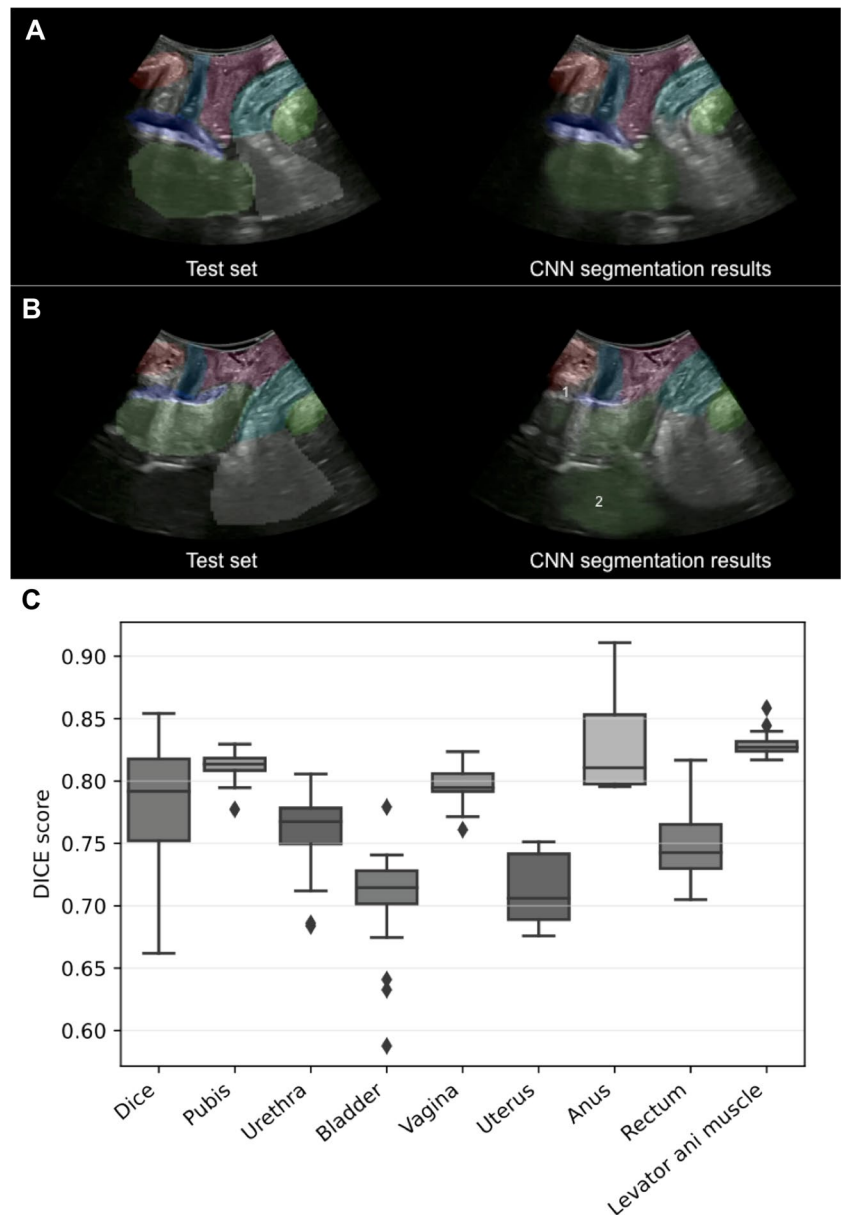 A
Test set CNN segmentation results
B
1
2
Test set CNN segmentation results
C
0.90
0.85
0.80
0.75
0.70
0.65
0.60
DICE score
Dice Pubis Urethra Bladder Vagina Uterus Anus Rectum Levator ani muscle